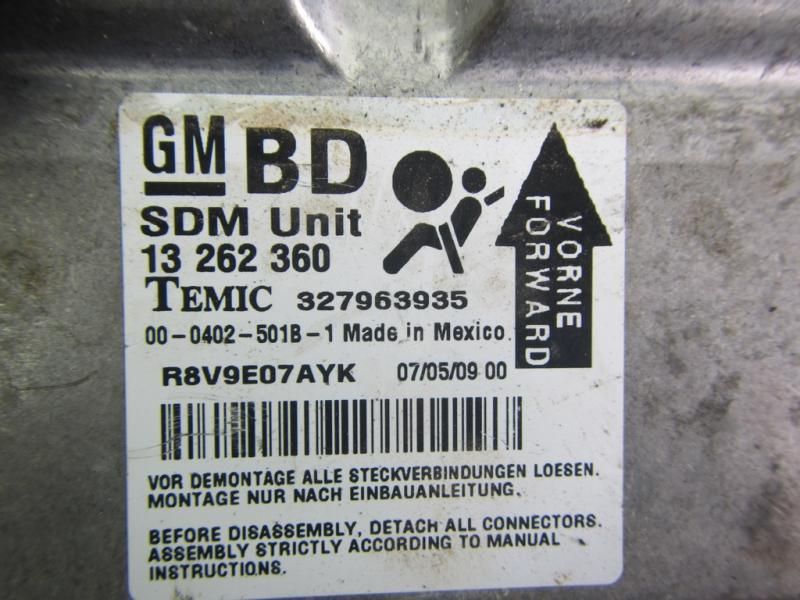 GM BD
SDM Unit
13 262 360
TEMIC 327963935
00-0402-501B-1 Made in Mexico
R8V9E07AYK 07/05/09 00
VORNE
FORWARD
VOR DEMONTAGE ALLE STECKVERBINDUNGEN LOESEN.
MONTAGE NUR NACH EINBAUANLEITUNG.
BEFORE DISASSEMBLY, DETACH ALL CONNECTORS.
ASSEMBLY STRICTLY ACCORDING TO MANUAL
INSTRUCTIONS.